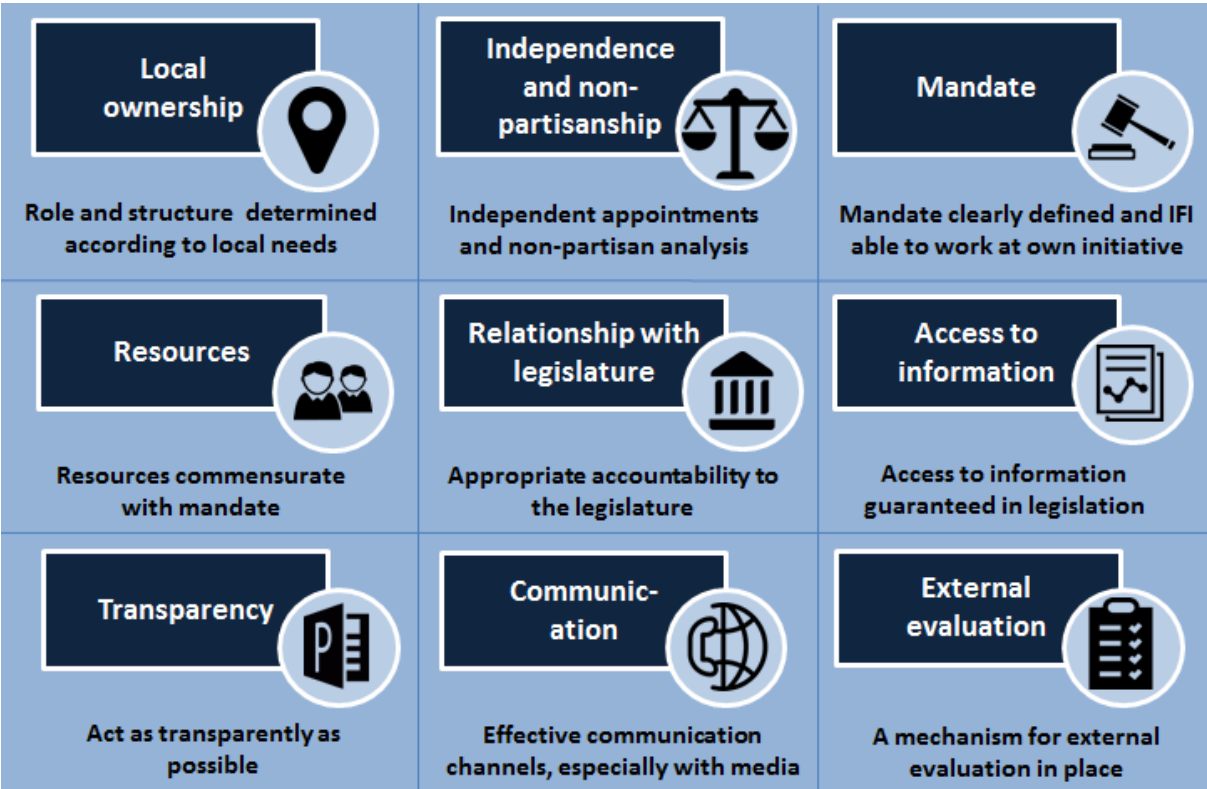 Local
ownership
Role and structure determined
according to local needs
Independence
and non-
partisanship
Independent appointments
and non-partisan analysis
Mandate
Mandate clearly defined and IFI
able to work at own initiative
Resources
Resources commensurate
with mandate
Relationship with
legislature
Appropriate accountability to
the legislature
Access to
information
Access to information
guaranteed in legislation
Transparency
P
Act as transparently as
possible
Communic-
ation
Effective communication
channels, especially with media
External
evaluation
A mechanism for external
evaluation in place